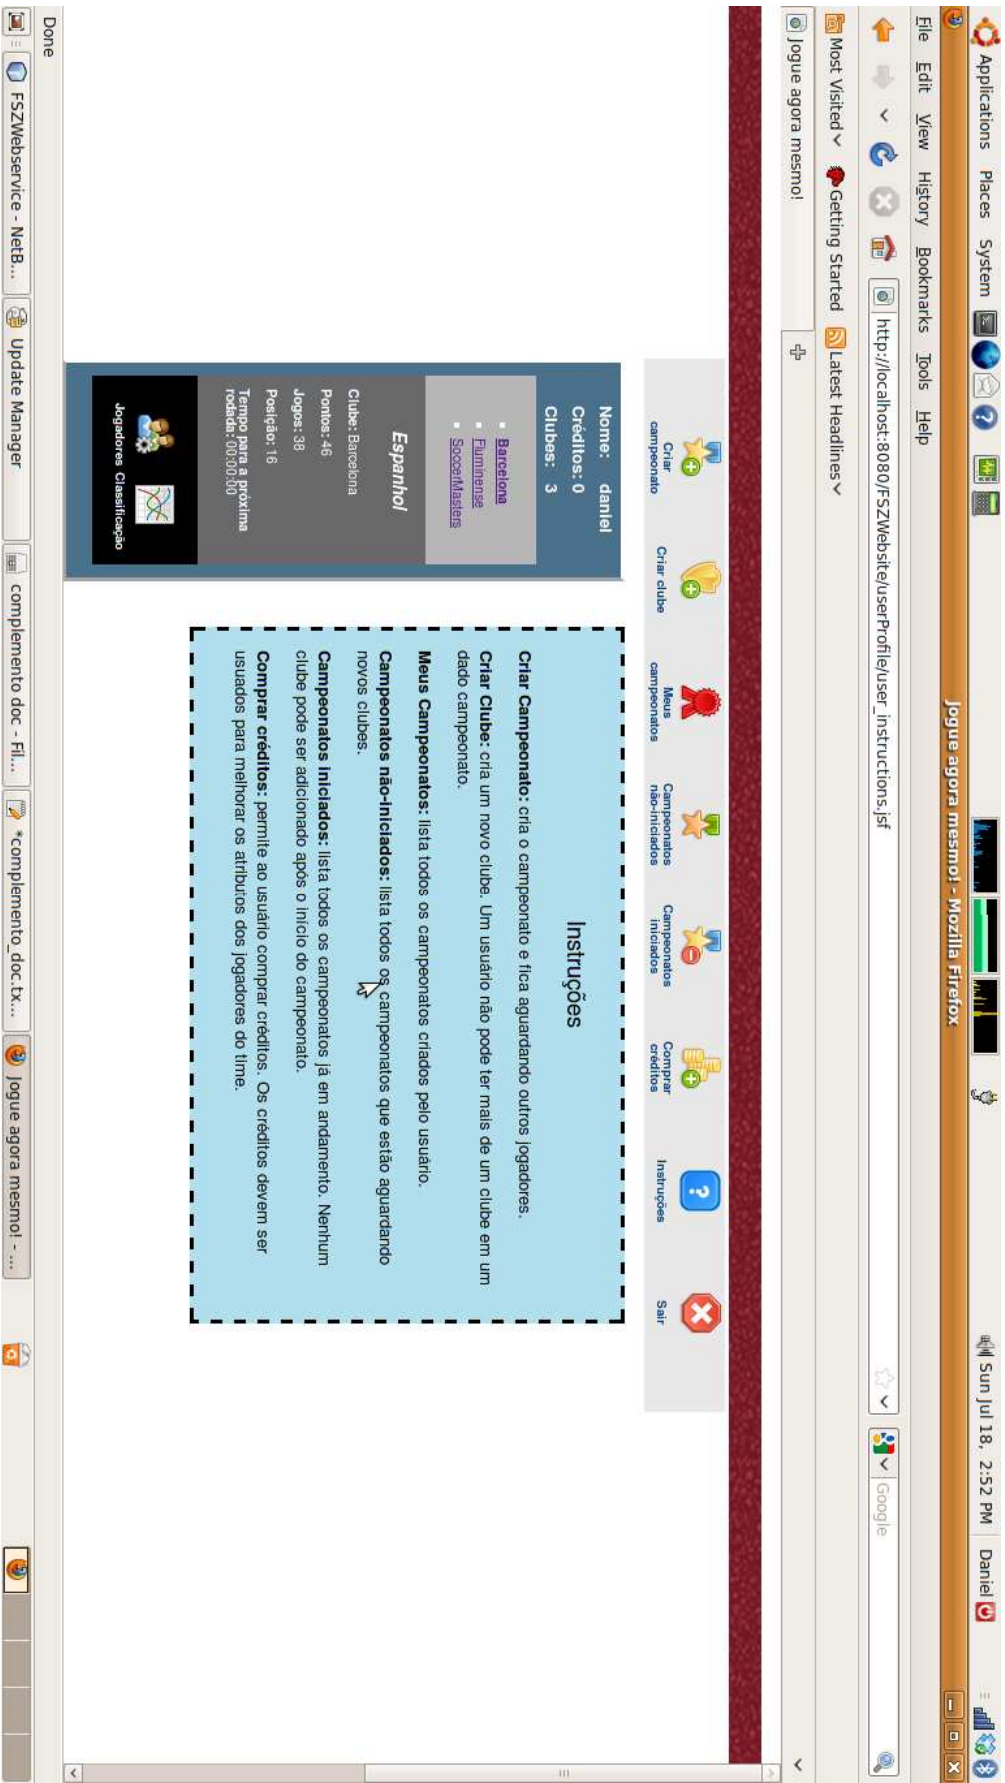 Applications Places System
Sun Jul 18, 2:52 PM Daniel
Jogue agora mesmo! - Mozilla Firefox
File Edit View History Bookmarks Tools Help
http://localhost:8080/FSZWebsite/userProfile/user_instructions.jsf
Google
Most Visited Getting Started Latest Headlines
Jogue agora mesmo!
Criar campeonato
Criar clube
Meus campeonatos
Campeonatos não-iniciados
Campeonatos iniciados
Comprar créditos
Instruções
Sair
Nome: daniel
Créditos: 0
Clubes: 3
Barcelona
Fluminense
SoccerMasters
Espanhol
Clube: Barcelona
Pontos: 46
Jogos: 38
Posição: 16
Tempo para a próxima
rodada: 00:00:00
Jogadores Classificação
Instruções
Criar Campeonato: cria o campeonato e fica aguardando outros jogadores.
Criar Clube: cria um novo clube. Um usuário não pode ter mais de um clube em um
dado campeonato.
Meus Campeonatos: lista todos os campeonatos criados pelo usuário.
Campeonatos não-iniciados: lista todos os campeonatos que estão aguardando
novos clubes.
Campeonatos iniciados: lista todos os campeonatos já em andamento. Nenhum
clube pode ser adicionado após o início do campeonato.
Comprar créditos: permite ao usuário comprar créditos. Os créditos devem ser
usuados para melhorar os atributos dos jogadores do time.
Done
FSZWebservice - NetB...
Update Manager
complemento doc - Fil...
*complemento_doc.tx...
Jogue agora mesmo! - ...